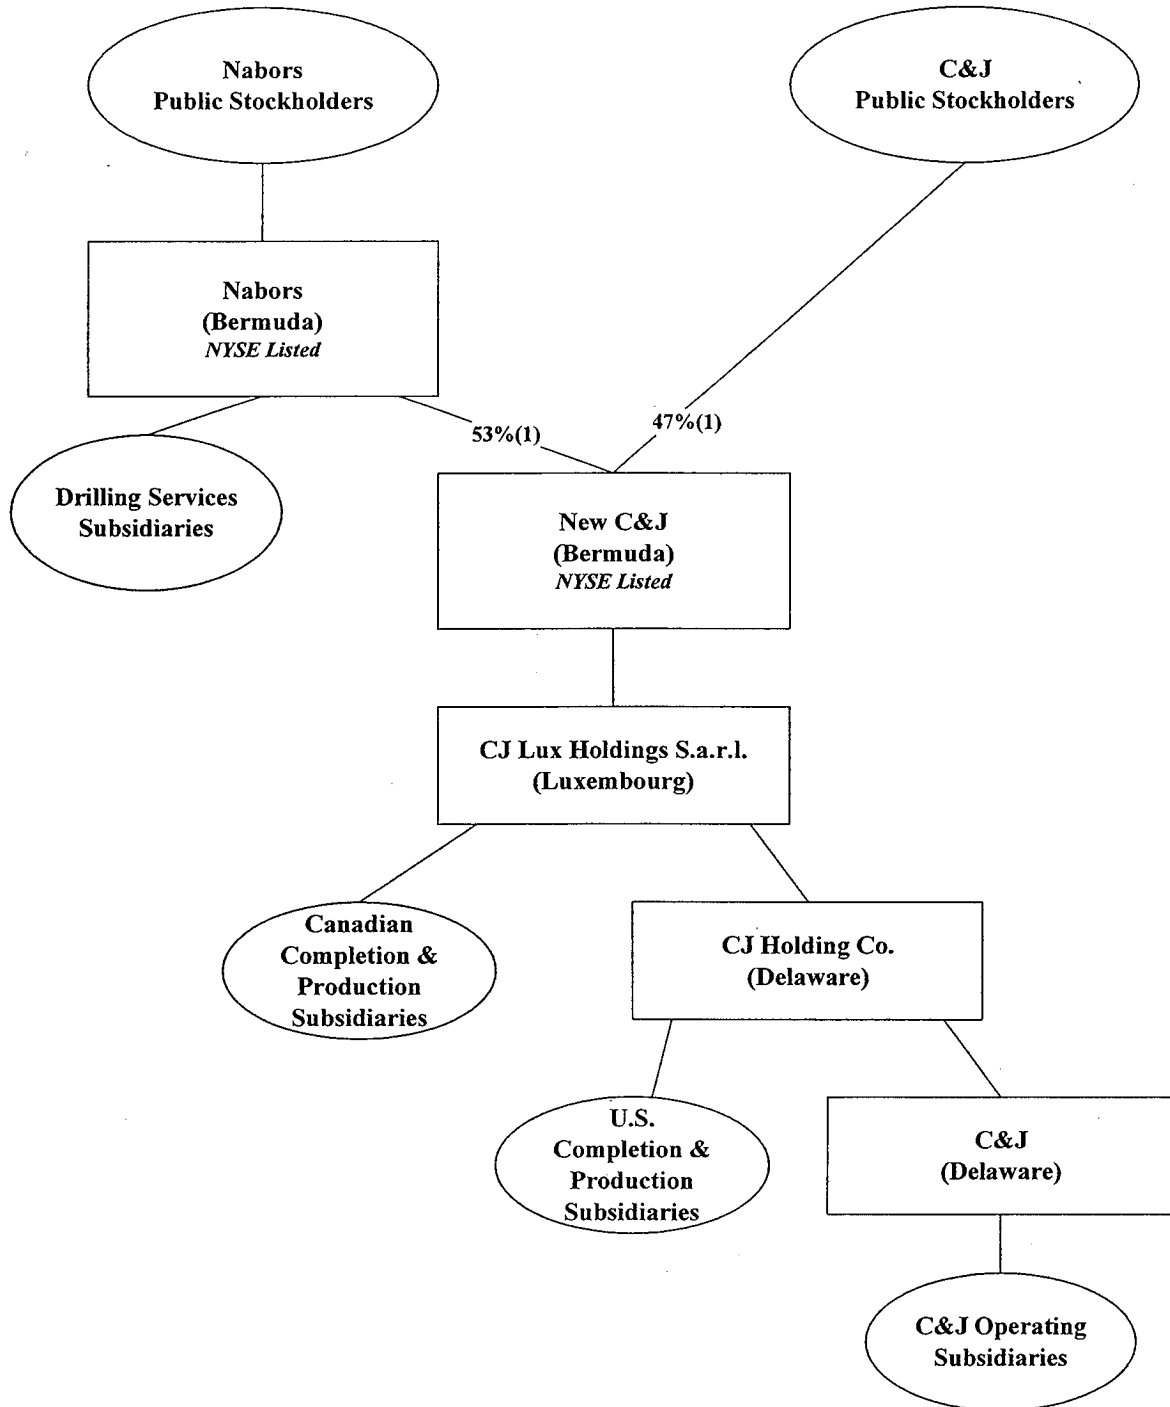 Nabors
Public Stockholders
C&J
Public Stockholders
Nabors
(Bermuda)
NYSE Listed
53%(1)
47%(1)
Drilling Services
Subsidiaries
New C&J
(Bermuda)
NYSE Listed
CJ Lux Holdings S.a.r.l.
(Luxembourg)
Canadian
Completion &
Production
Subsidiaries
CJ Holding Co.
(Delaware)
U.S.
Completion &
Production
Subsidiaries
C&J
(Delaware)
C&J Operating
Subsidiaries